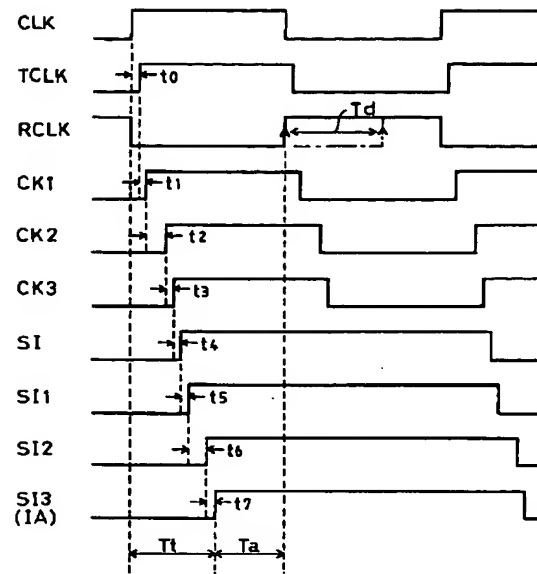 CLK
TCLK
t0
RCLK
Td
CK1
t1
CK2
t2
CK3
t3
SI
t4
SI1
t5
SI2
t6
SI3
(IA)
t7
Tt
Ta